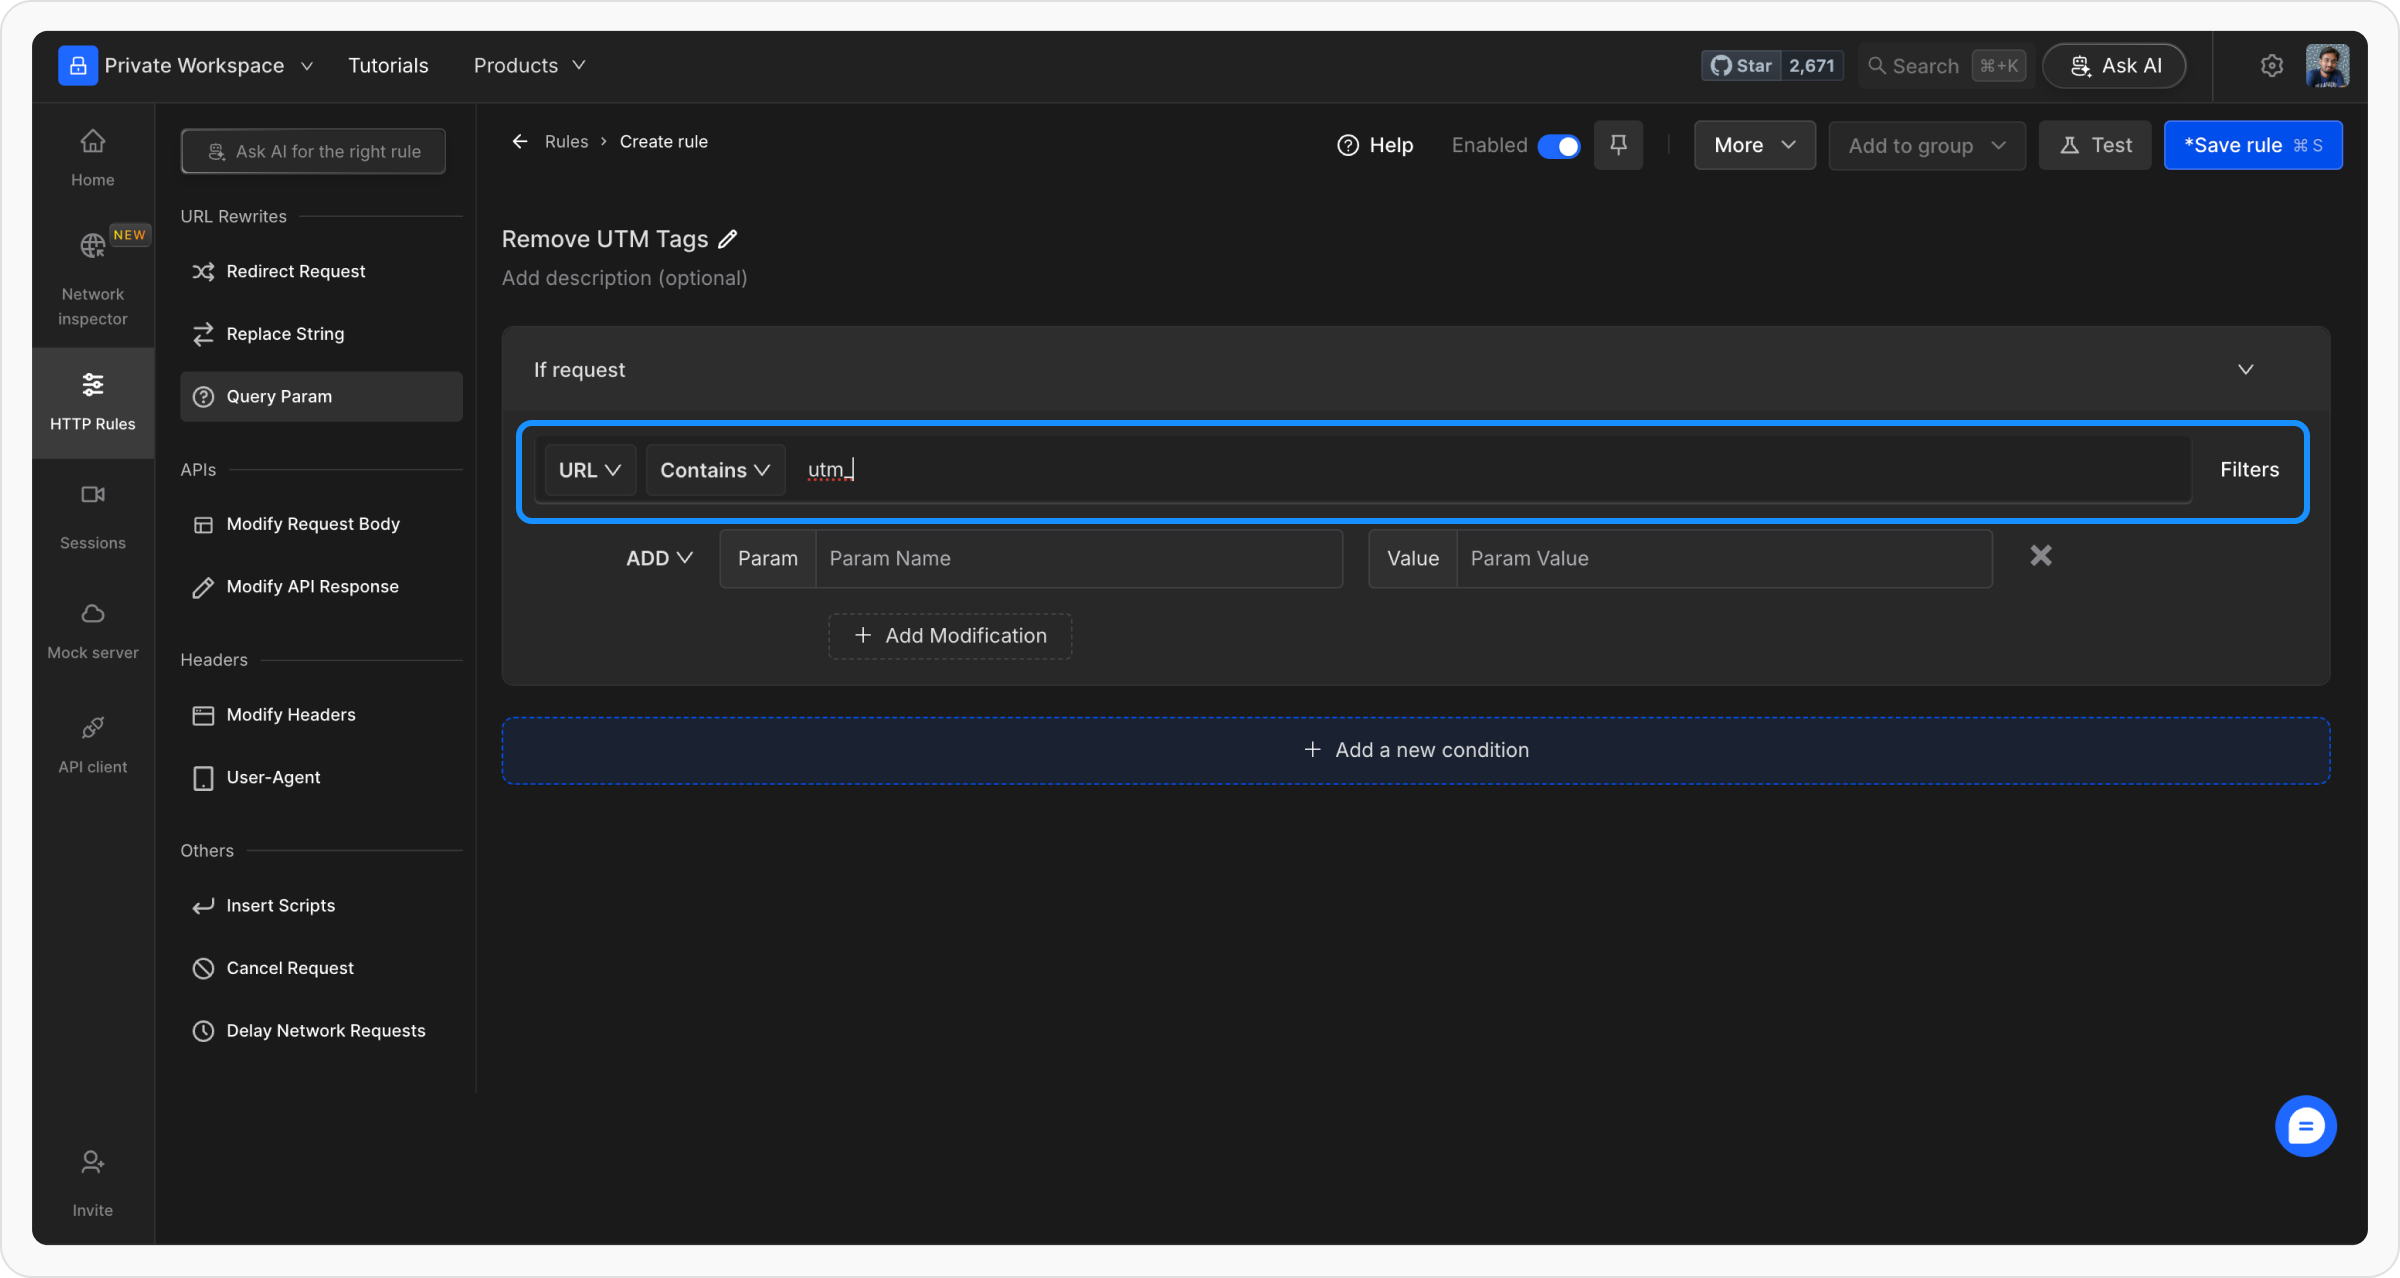 Private Workspace Tutorials Products Star 2,671 Search ⌘+K Ask AI
Home
NEW
Network
inspector
HTTP Rules
Sessions
Mock server
API client
Invite
Ask AI for the right rule
URL Rewrites
Redirect Request
Replace String
Query Param
APIs
Modify Request Body
Modify API Response
Headers
Modify Headers
User-Agent
Others
Insert Scripts
Cancel Request
Delay Network Requests
Rules > Create rule Help Enabled More Add to group Test *Save rule ⌘ S
Remove UTM Tags
Add description (optional)
If request
URL Contains utm_ Filters
ADD Param Param Name Value Param Value
+ Add Modification
+ Add a new condition